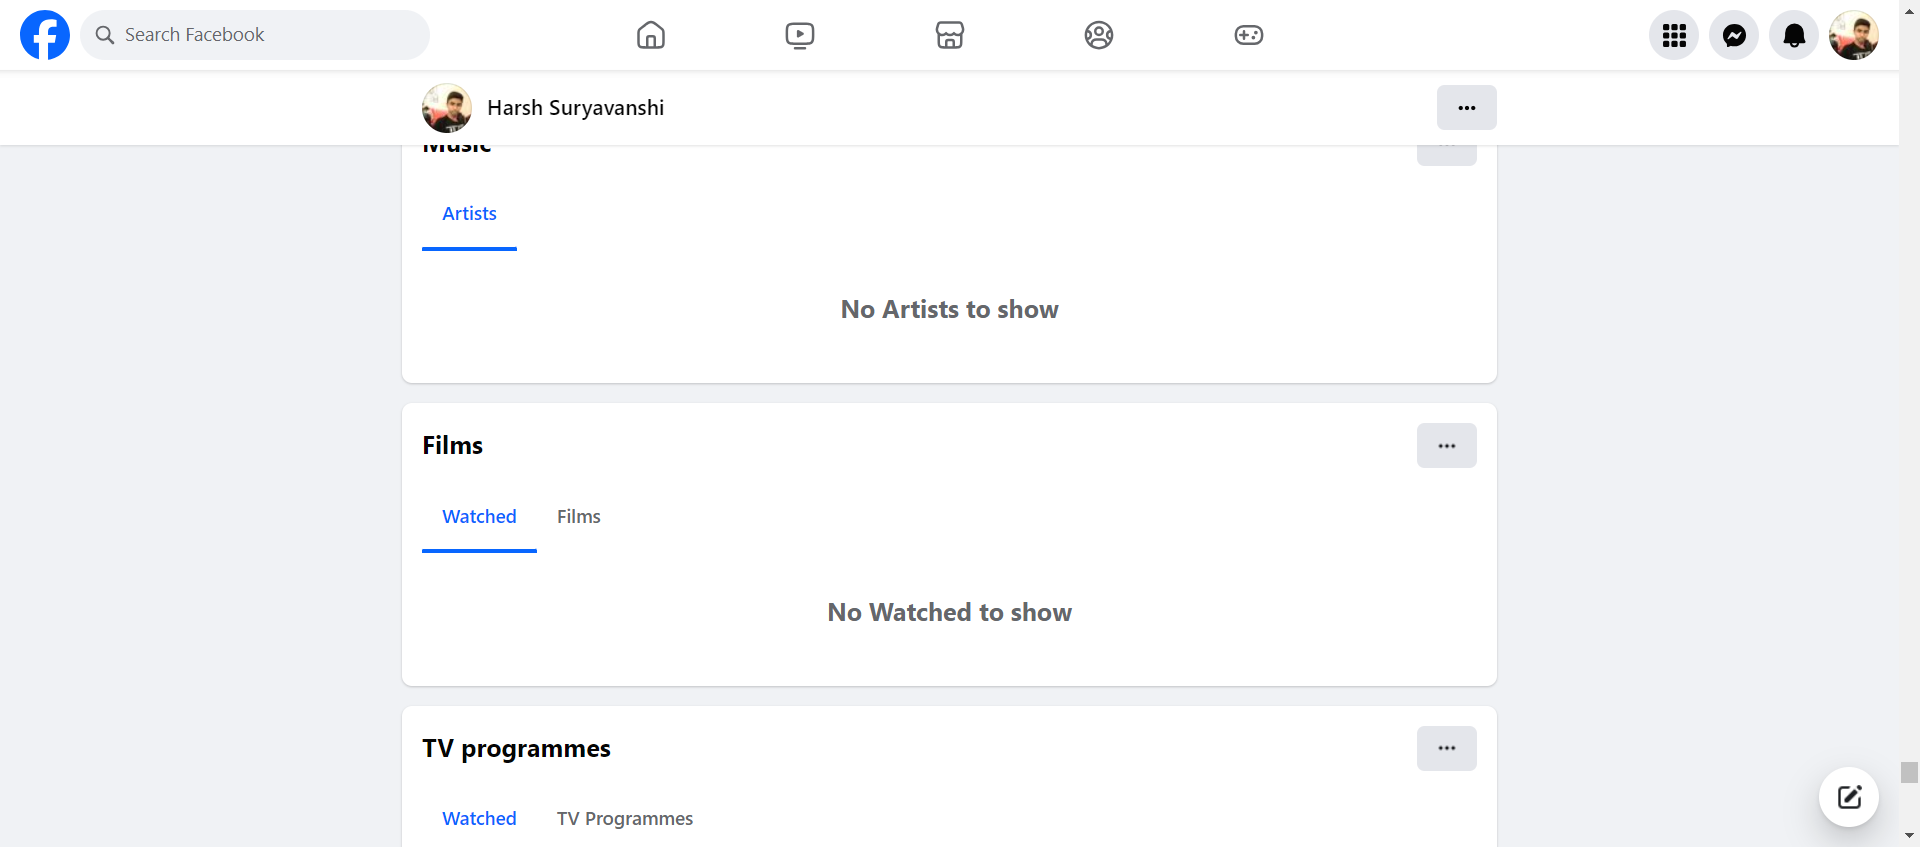 Search Facebook
Harsh Suryavanshi
Music
Artists
No Artists to show
Films
Watched Films
No Watched to show
TV programmes
Watched TV Programmes